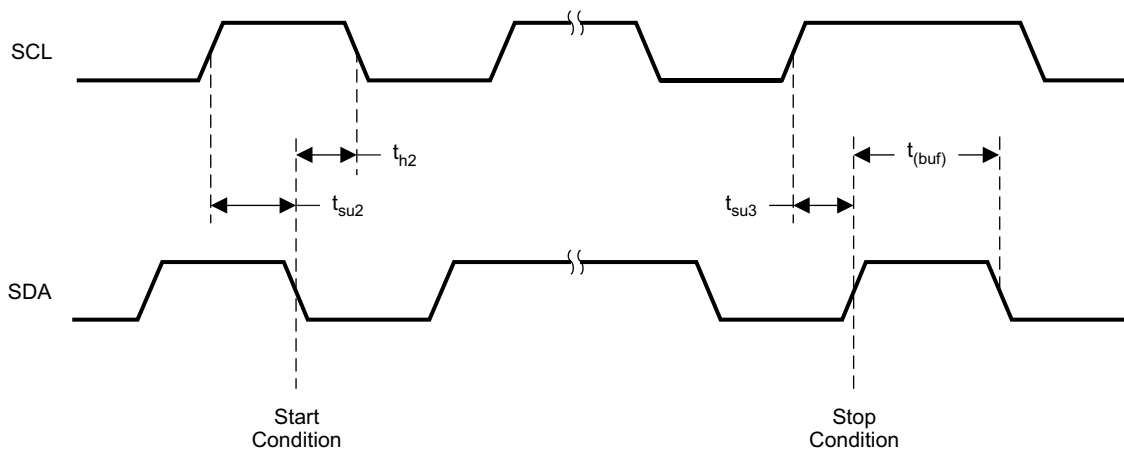 SCL
th2
t(buf)
tsu2
tsu3
SDA
Start
Condition
Stop
Condition